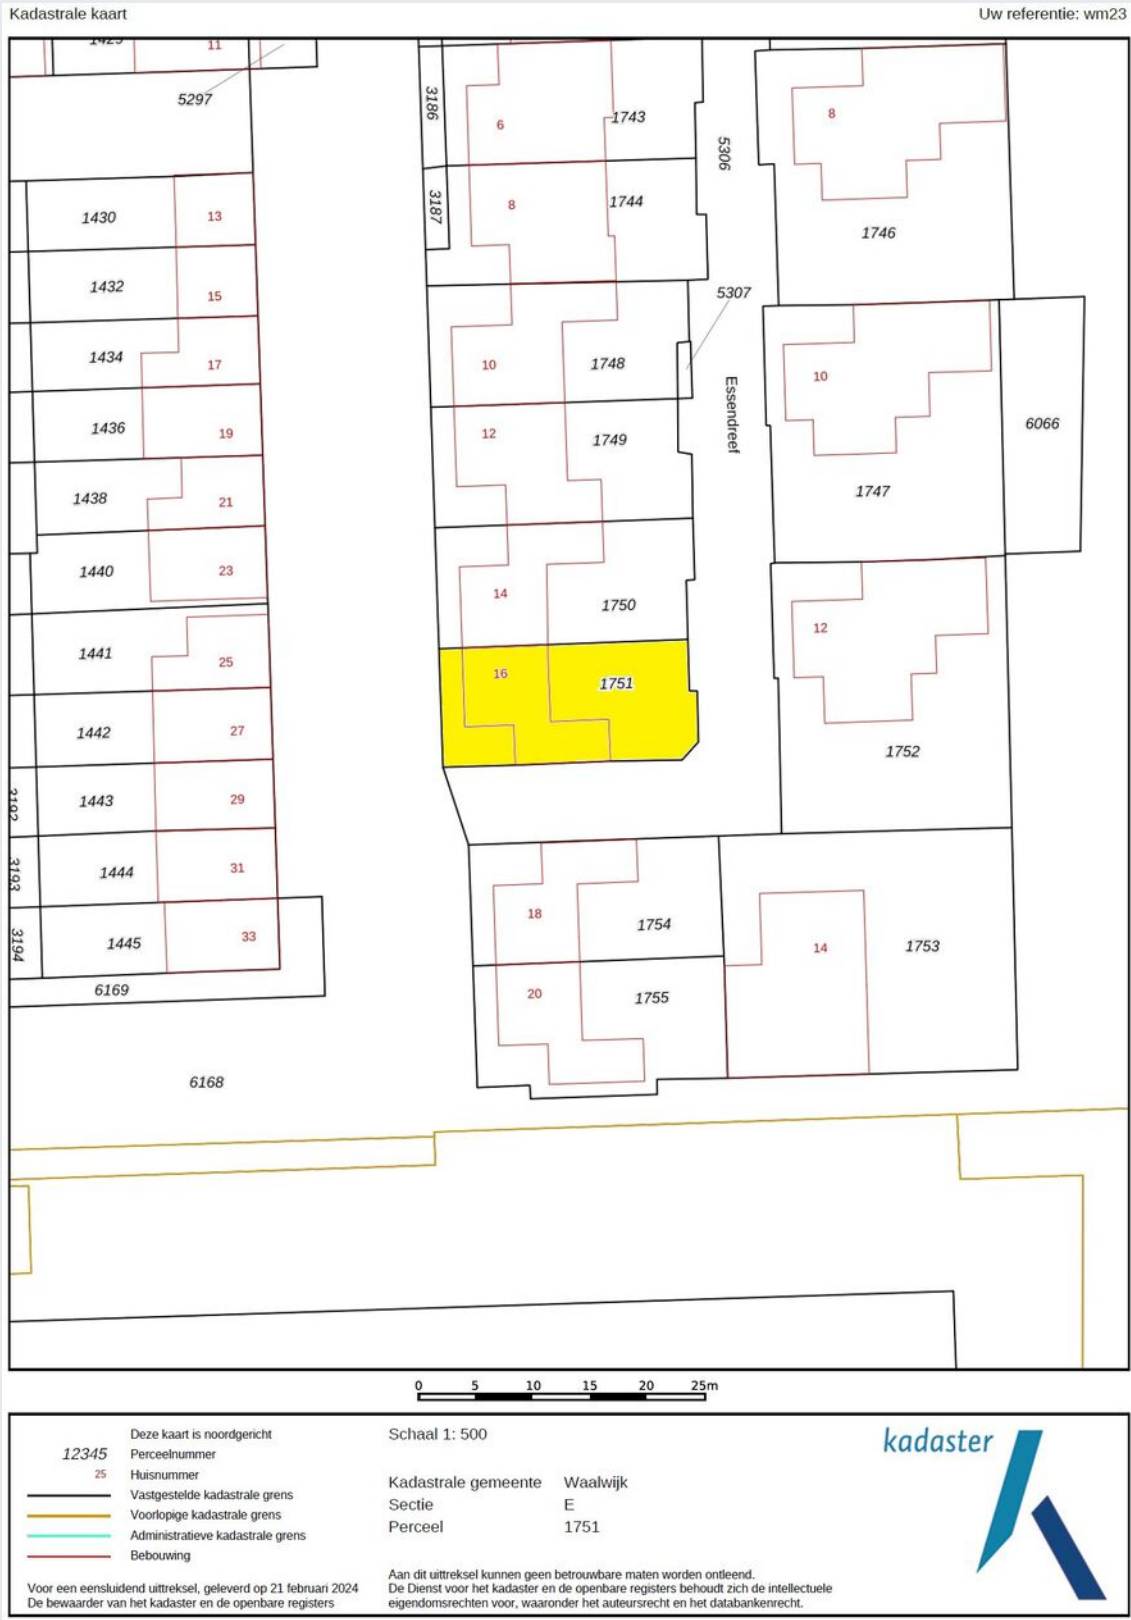 Kadastrale kaart
Uw referentie: wm23
1429
11
5297
3186
6
1743
5306
8
3187
8
1744
1430
13
1746
1432
15
5307
1434
17
10
1748
Essendreef
10
6066
1436
19
12
1749
1438
21
1747
1440
23
14
1750
12
1441
25
16
1751
1442
27
1752
3192
1443
29
3193
1444
31
18
1754
3194
1445
33
14
1753
6169
20
1755
6168
0 5 10 15 20 25m
Deze kaart is noordgericht
12345 Perceelnummer
25 Huisnummer
Vastgestelde kadastrale grens
Voorlopige kadastrale grens
Administratieve kadastrale grens
Bebouwing
Voor een eensluidend uittreksel, geleverd op 21 februari 2024
De bewaarder van het kadaster en de openbare registers
Schaal 1: 500
Kadastrale gemeente Waalwijk
Sectie E
Perceel 1751
Aan dit uittreksel kunnen geen betrouwbare maten worden ontleend.
De Dienst voor het kadaster en de openbare registers behoudt zich de intellectuele
eigendomsrechten voor, waaronder het auteursrecht en het databankenrecht.
kadaster